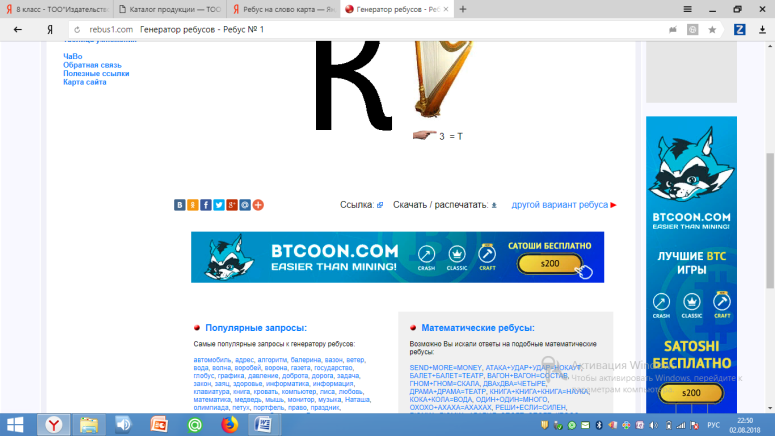 8 класс - ТОО"Издательств
Каталог продукции — ТОО
Ребус на слово карта — Ян
Генератор ребусов - Реб
rebus1.com Генератор ребусов - Ребус № 1
ЧаВо
Обратная связь
Полезные ссылки
Карта сайта
К
3 = Т
Ссылка: Скачать / распечатать: другой вариант ребуса
BTCOON.COM
EASIER THAN MINING!
CRASH CLASSIC CRAFT
САТОШИ БЕСПЛАТНО
s200
Популярные запросы:
Самые популярные запросы к генератору ребусов:
автомобиль, адрес, алгоритм, балерина, вазон, ветер,
вода, волна, воробей, ворона, газета, государство,
глобус, графика, давление, доброта, дорога, задача,
закон, заяц, здоровье, информатика, информация,
клавиатура, книга, кровать, компьютер, лиса, любовь,
математика, медведь, мышь, монитор, музыка, Наташа,
олимпиада, петух, портфель, право, праздник,
Математические ребусы:
Возможно Вы искали ответы на подобные математические
ребусы:
SEND+MORE=MONEY, АТАКА+УДАР+УДАР=НОКАУТ,
БАЛЕТ+БАЛЕТ=ТЕАТР, ВАГОН+ВАГОН=СОСТАВ,
ГНОМ+ГНОМ=СКАЛА, ДВА×ДВА=ЧЕТЫРЕ,
ДРАМА+ДРАМА=ТЕАТР, КНИГА+КНИГА+КНИГА=НАУКА,
КОКА+КОЛА=ВОДА, ОДИН+ОДИН=МНОГО,
ОХОХО+АХАХА=АХАХАХ, РЕШИ+ЕСЛИ=СИЛЕН,
BTCOON.COM
EASIER THAN MINING!
ЛУЧШИЕ BTC
ИГРЫ
CRASH CLASSIC CRAFT
SATOSHI
БЕСПЛАТНО
s200
Активация Windows
Чтобы активировать Windows, перейдите
параметрам компьют
РУС
22:50
02.08.2018